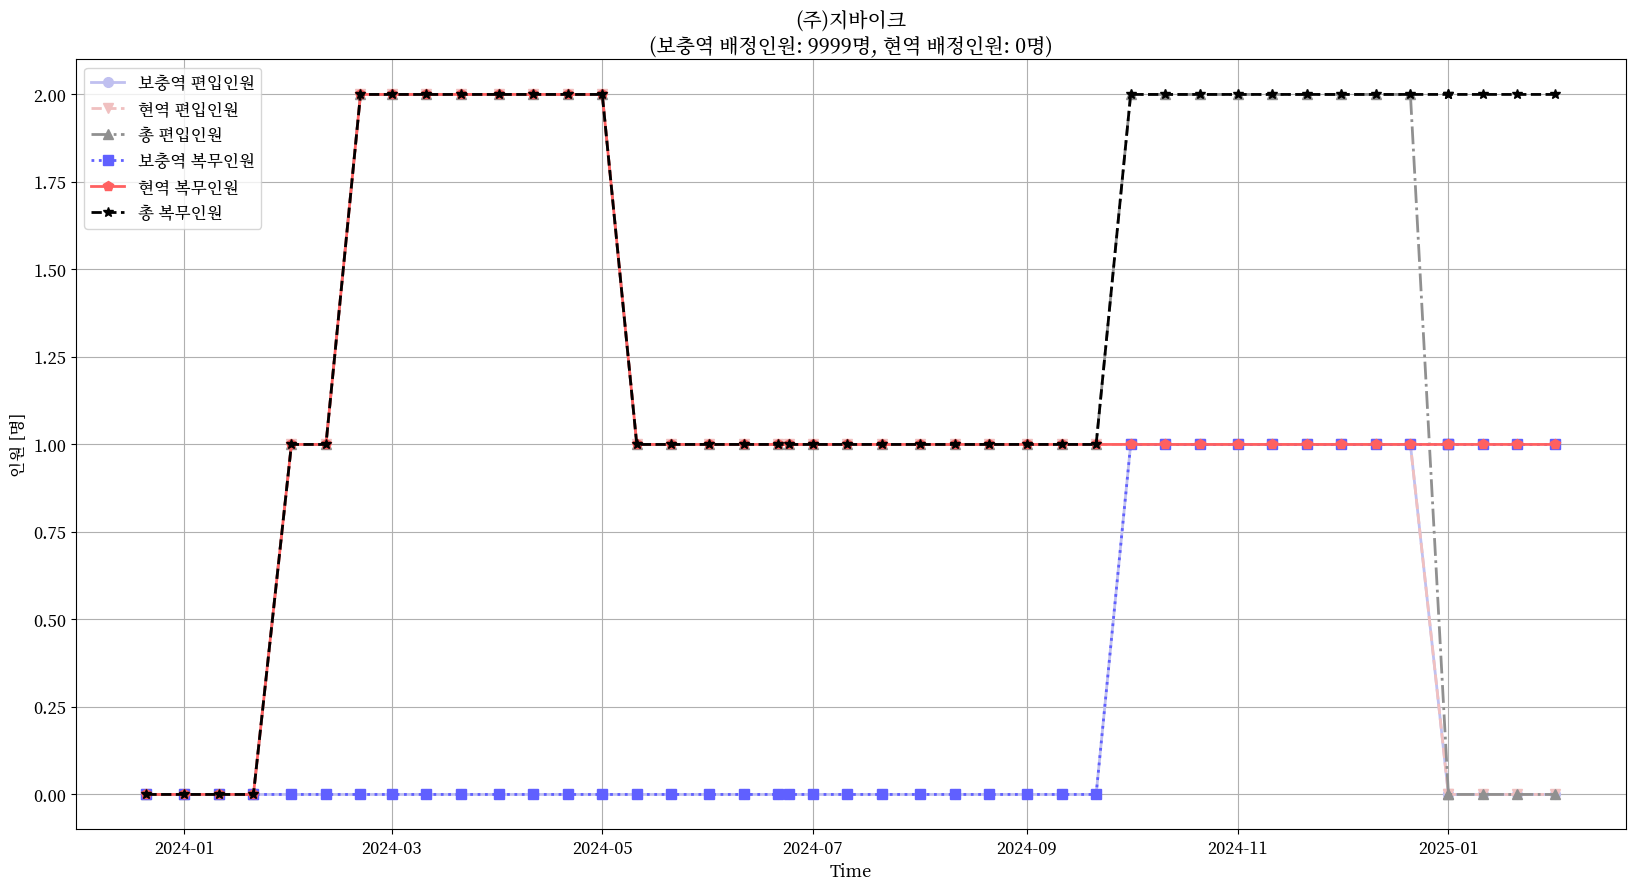 (주)지바이크
(보충역 배정인원: 9999명, 현역 배정인원: 0명)
보충역 편입인원
현역 편입인원
총 편입인원
보충역 복무인원
현역 복무인원
총 복무인원
2.00
1.75
1.50
1.25
1.00
0.75
0.50
0.25
0.00
인원 [명]
2024-01
2024-03
2024-05
2024-07
2024-09
2024-11
2025-01
Time